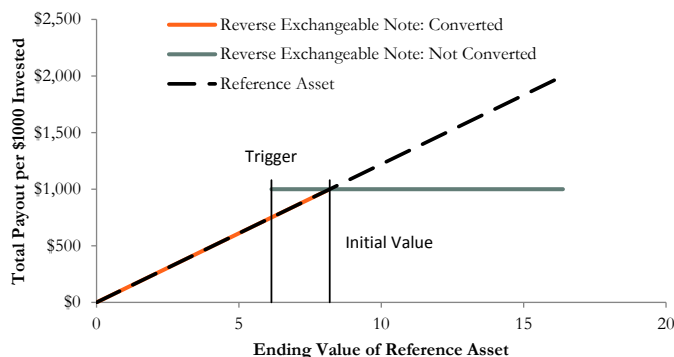 $2,500
$2,000
$1,500
$1,000
$500
$0
Total Payout per $1000 Invested
Reverse Exchangeable Note: Converted
Reverse Exchangeable Note: Not Converted
Reference Asset
Trigger
Initial Value
0
5
10
15
20
Ending Value of Reference Asset